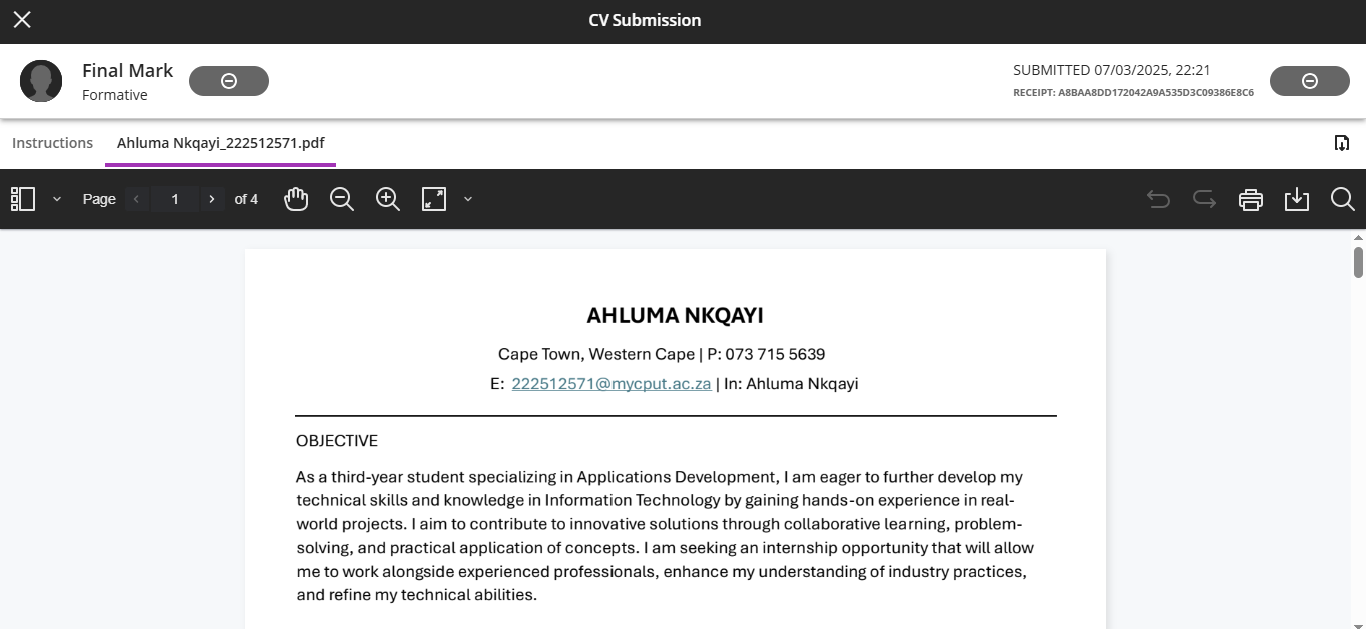 CV Submission
Final Mark
Formative
SUBMITTED 07/03/2025, 22:21
RECEIPT: A8BAA8DD172042A9A535D3C09386E8C6
Instructions
Ahluma Nkqayi_222512571.pdf
Page 1 of 4
AHLUMA NKQAYI
Cape Town, Western Cape | P: 073 715 5639
E: 222512571@mycput.ac.za | In: Ahluma Nkqayi
OBJECTIVE
As a third-year student specializing in Applications Development, I am eager to further develop my
technical skills and knowledge in Information Technology by gaining hands-on experience in real-
world projects. I aim to contribute to innovative solutions through collaborative learning, problem-
solving, and practical application of concepts. I am seeking an internship opportunity that will allow
me to work alongside experienced professionals, enhance my understanding of industry practices,
and refine my technical abilities.